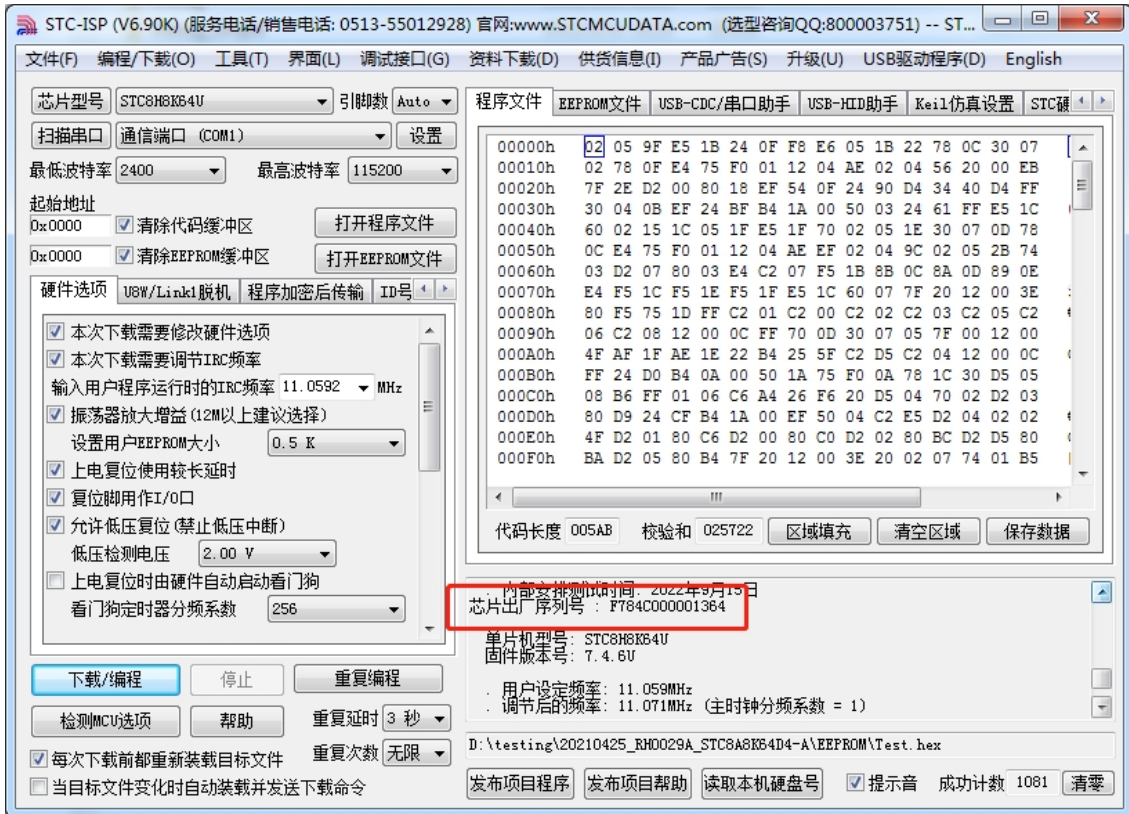 STC-ISP (V6.90K) (服务电话/销售电话: 0513-55012928) 官网:www.STCMCUDATA.com (选型咨询QQ:800003751) -- ST...
文件(F) 编程/下载(O) 工具(T) 界面(L) 调试接口(G) 资料下载(D) 供货信息(I) 产品广告(S) 升级(U) USB驱动程序(D) English
芯片型号 STC8H8K64U 引脚数 Auto
扫描串口 通信端口 (COM1) 设置
最低波特率 2400 最高波特率 115200
起始地址
0x0000 清除代码缓冲区 打开程序文件
0x0000 清除EEPROM缓冲区 打开EEPROM文件
硬件选项 U8W/Link1脱机 程序加密后传输 ID号
本次下载需要修改硬件选项
本次下载需要调节IRC频率
输入用户程序运行时的IRC频率 11.0592 MHz
振荡器放大增益(12M以上建议选择)
设置用户EEPROM大小 0.5 K
上电复位使用较长延时
复位脚用作I/O口
允许低压复位(禁止低压中断)
低压检测电压 2.00 V
上电复位时由硬件自动启动看门狗
看门狗定时器分频系数 256
下载/编程 停止 重复编程
检测MCU选项 帮助 重复延时 3 秒
每次下载前都重新装载目标文件 重复次数 无限
当目标文件变化时自动装载并发送下载命令
程序文件 EEPROM文件 USB-CDC/串口助手 USB-HID助手 Keil仿真设置 STC硬
00000h 02 05 9F E5 1B 24 0F F8 E6 05 1B 22 78 0C 30 07
00010h 02 78 0F E4 75 F0 01 12 04 AE 02 04 56 20 00 EB
00020h 7F 2E D2 00 80 18 EF 54 0F 24 90 D4 34 40 D4 FF
00030h 30 04 0B EF 24 BF B4 1A 00 50 03 24 61 FF E5 1C
00040h 60 02 15 1C 05 1F E5 1F 70 02 05 1E 30 07 0D 78
00050h 0C E4 75 F0 01 12 04 AE EF 02 04 9C 02 05 2B 74
00060h 03 D2 07 80 03 E4 C2 07 F5 1B 8B 0C 8A 0D 89 0E
00070h E4 F5 1C F5 1E F5 1F E5 1C 60 07 7F 20 12 00 3E
00080h 80 F5 75 1D FF C2 01 C2 00 C2 02 C2 03 C2 05 C2
00090h 06 C2 08 12 00 0C FF 70 0D 30 07 05 7F 00 12 00
000A0h 4F AF 1F AE 1E 22 B4 25 5F C2 D5 C2 04 12 00 0C
000B0h FF 24 D0 B4 0A 00 50 1A 75 F0 0A 78 1C 30 D5 05
000C0h 08 B6 FF 01 06 C6 A4 26 F6 20 D5 04 70 02 D2 03
000D0h 80 D9 24 CF B4 1A 00 EF 50 04 C2 E5 D2 04 02 02
000E0h 4F D2 01 80 C6 D2 00 80 C0 D2 02 80 BC D2 D5 80
000F0h BA D2 05 80 B4 7F 20 12 00 3E 20 02 07 74 01 B5
代码长度 005AB 校验和 025722 区域填充 清空区域 保存数据
. 内部安排测试时间: 2022年9月15日
芯片出厂序列号 : F784C000001364
单片机型号: STC8H8K64U
固件版本号: 7.4.6U
. 用户设定频率: 11.059MHz
. 调节后的频率: 11.071MHz (主时钟分频系数 = 1)
D:\testing\20210425_RH0029A_STC8A8K64D4-A\EEPROM\Test.hex
发布项目程序 发布项目帮助 读取本机硬盘号 提示音 成功计数 1081 清零